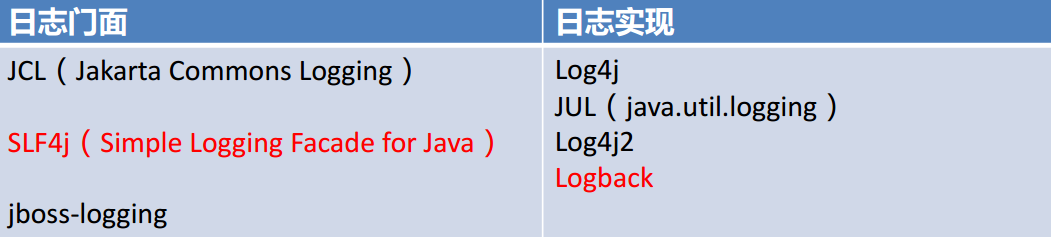 日志门面
日志实现
JCL（Jakarta Commons Logging）
SLF4j（Simple Logging Facade for Java）
jboss-logging
Log4j
JUL（java.util.logging）
Log4j2
Logback